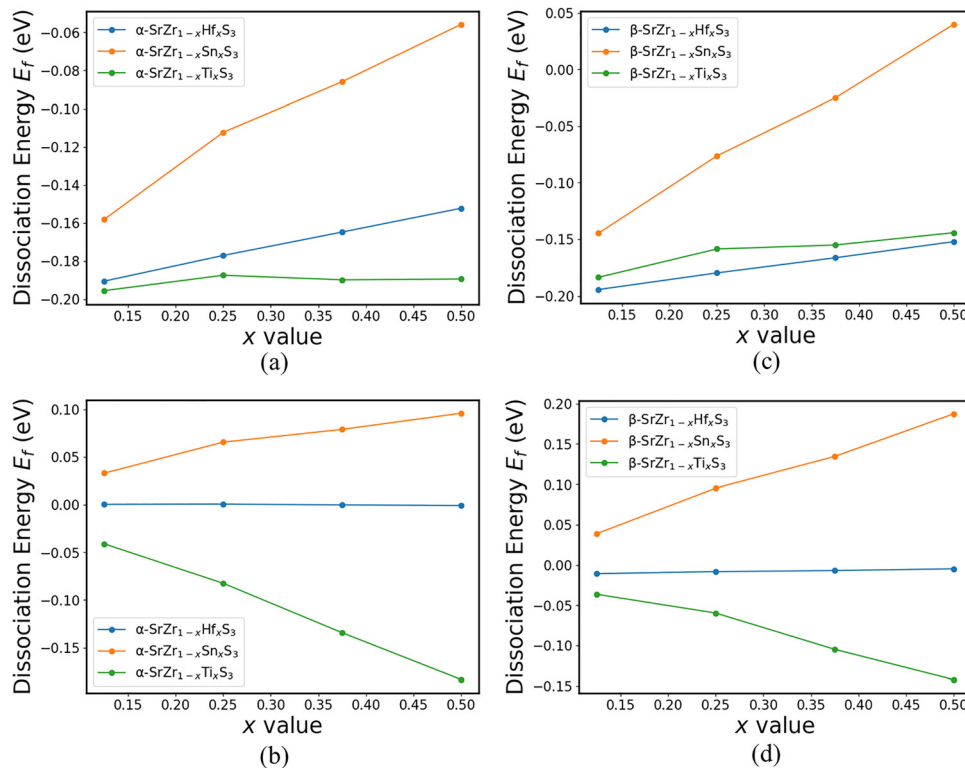 Dissociation Energy E_f (eV)
−0.06
−0.08
−0.10
−0.12
−0.14
−0.16
−0.18
−0.20
α-SrZr₁₋ₓHfₓS₃
α-SrZr₁₋ₓSnₓS₃
α-SrZr₁₋ₓTiₓS₃
0.15 0.20 0.25 0.30 0.35 0.40 0.45 0.50
x value
(a)
Dissociation Energy E_f (eV)
0.05
0.00
−0.05
−0.10
−0.15
−0.20
β-SrZr₁₋ₓHfₓS₃
β-SrZr₁₋ₓSnₓS₃
β-SrZr₁₋ₓTiₓS₃
0.15 0.20 0.25 0.30 0.35 0.40 0.45 0.50
x value
(c)
Dissociation Energy E_f (eV)
0.10
0.05
0.00
−0.05
−0.10
−0.15
α-SrZr₁₋ₓHfₓS₃
α-SrZr₁₋ₓSnₓS₃
α-SrZr₁₋ₓTiₓS₃
0.15 0.20 0.25 0.30 0.35 0.40 0.45 0.50
x value
(b)
Dissociation Energy E_f (eV)
0.20
0.15
0.10
0.05
0.00
−0.05
−0.10
−0.15
β-SrZr₁₋ₓHfₓS₃
β-SrZr₁₋ₓSnₓS₃
β-SrZr₁₋ₓTiₓS₃
0.15 0.20 0.25 0.30 0.35 0.40 0.45 0.50
x value
(d)